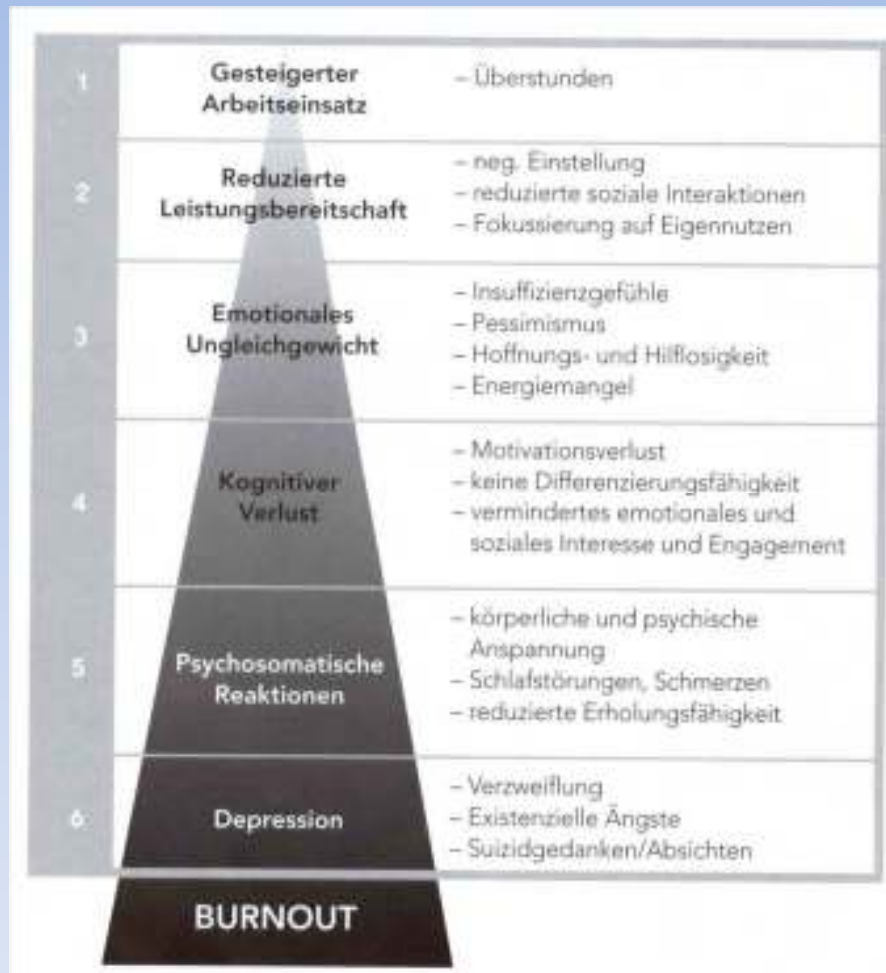 1
Gesteigerter
Arbeitseinsatz
– Überstunden
2
Reduzierte
Leistungsbereitschaft
– neg. Einstellung
– reduzierte soziale Interaktionen
– Fokussierung auf Eigennutzen
3
Emotionales
Ungleichgewicht
– Insuffizienzgefühle
– Pessimismus
– Hoffnungs- und Hilflosigkeit
– Energiemangel
4
Kognitiver
Verlust
– Motivationsverlust
– keine Differenzierungsfähigkeit
– vermindertes emotionales und
soziales Interesse und Engagement
5
Psychosomatische
Reaktionen
– körperliche und psychische
Anspannung
– Schlafstörungen, Schmerzen
– reduzierte Erholungsfähigkeit
6
Depression
– Verzweiflung
– Existenzielle Ängste
– Suizidgedanken/Absichten
BURNOUT